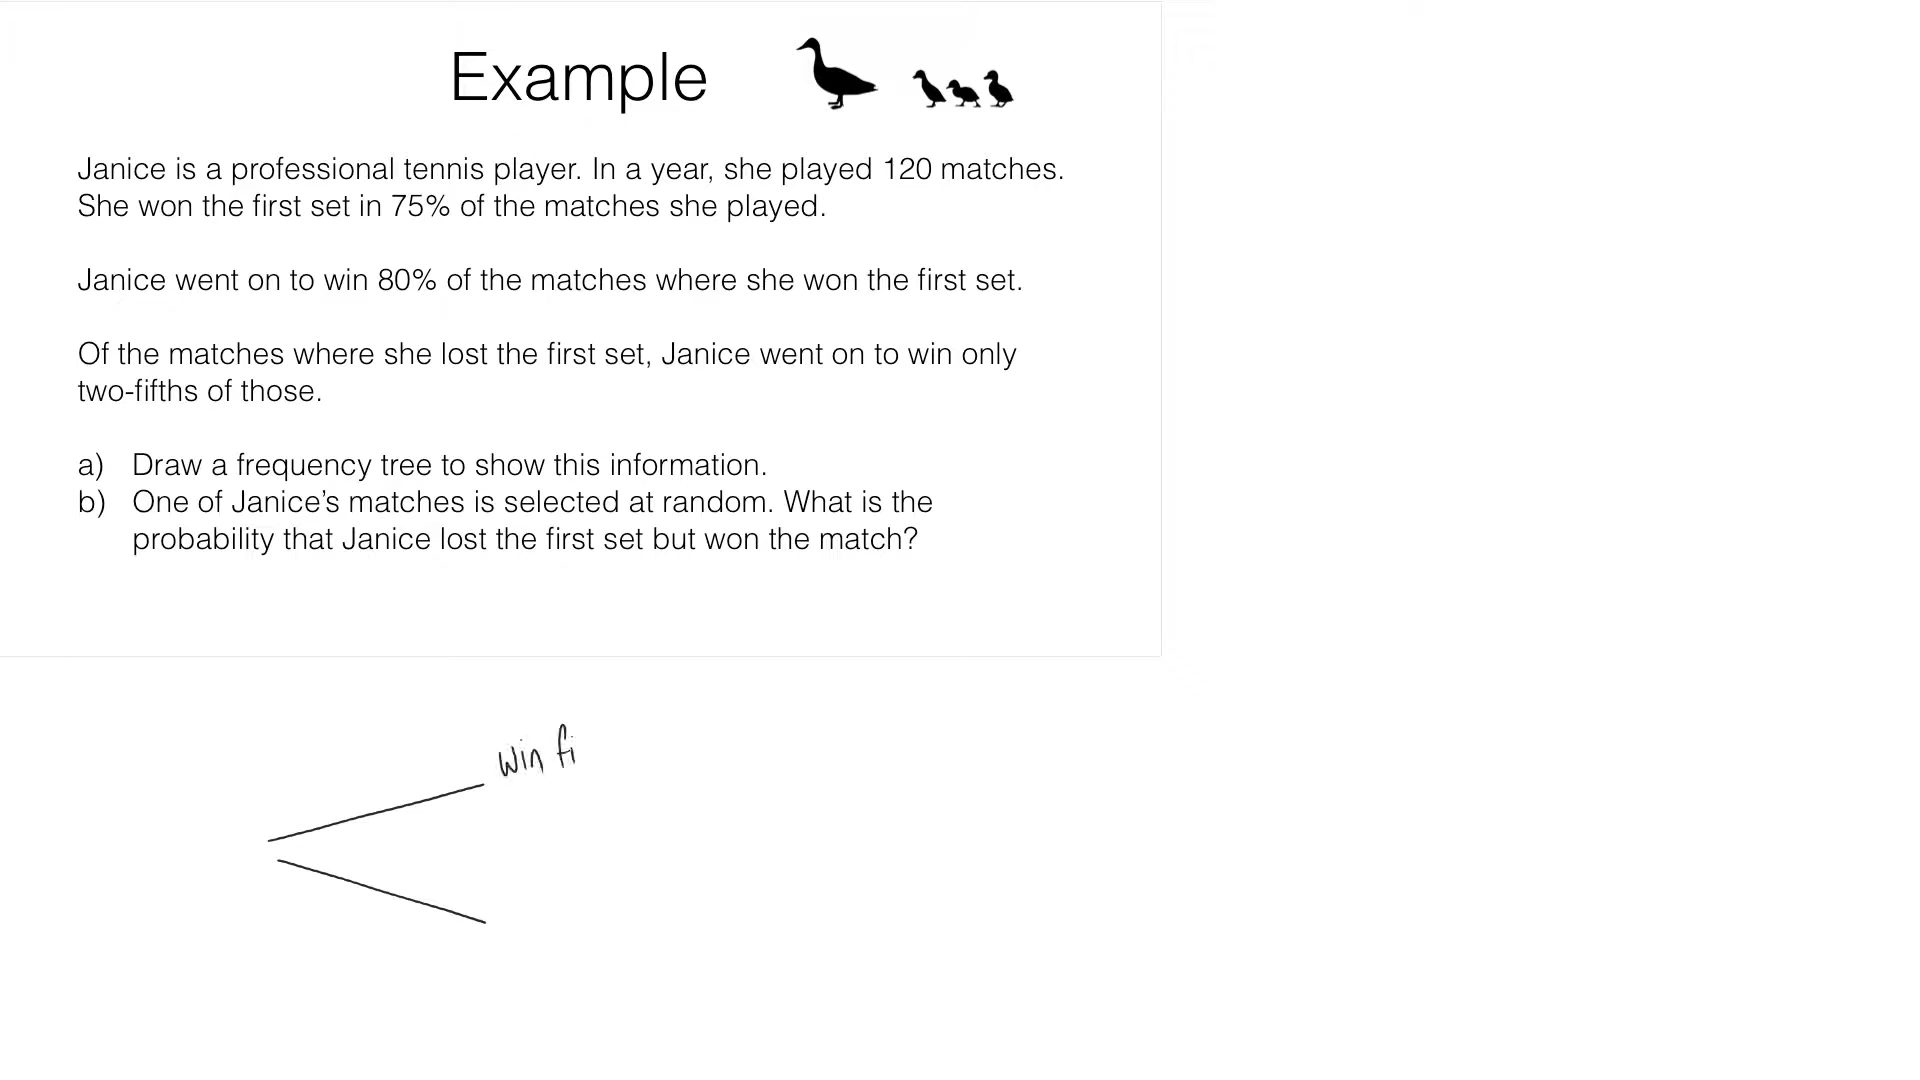 Example
Janice is a professional tennis player. In a year, she played 120 matches.
She won the first set in 75% of the matches she played.
Janice went on to win 80% of the matches where she won the first set.
Of the matches where she lost the first set, Janice went on to win only
two-fifths of those.
a) Draw a frequency tree to show this information.
b) One of Janice’s matches is selected at random. What is the
probability that Janice lost the first set but won the match?
Win fi